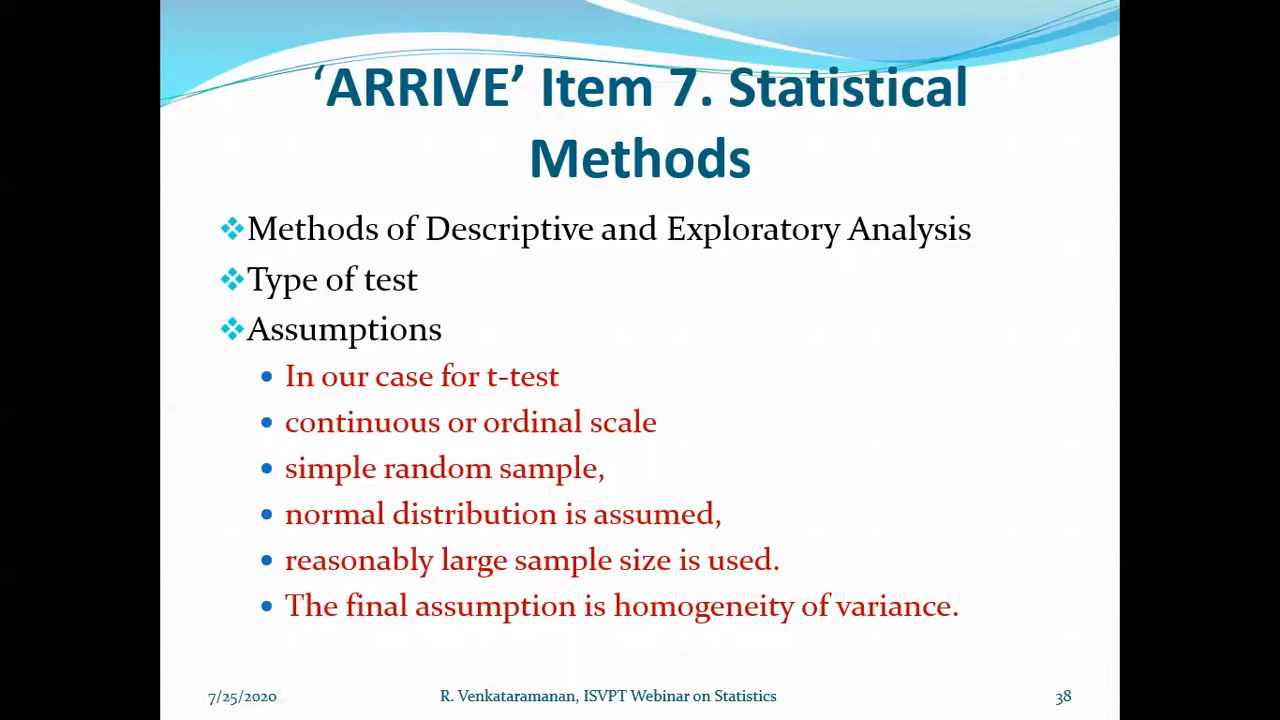 ‘ARRIVE’ Item 7. Statistical
Methods
Methods of Descriptive and Exploratory Analysis
Type of test
Assumptions
In our case for t-test
continuous or ordinal scale
simple random sample,
normal distribution is assumed,
reasonably large sample size is used.
The final assumption is homogeneity of variance.
7/25/2020 R. Venkataramanan, ISVPT Webinar on Statistics 38